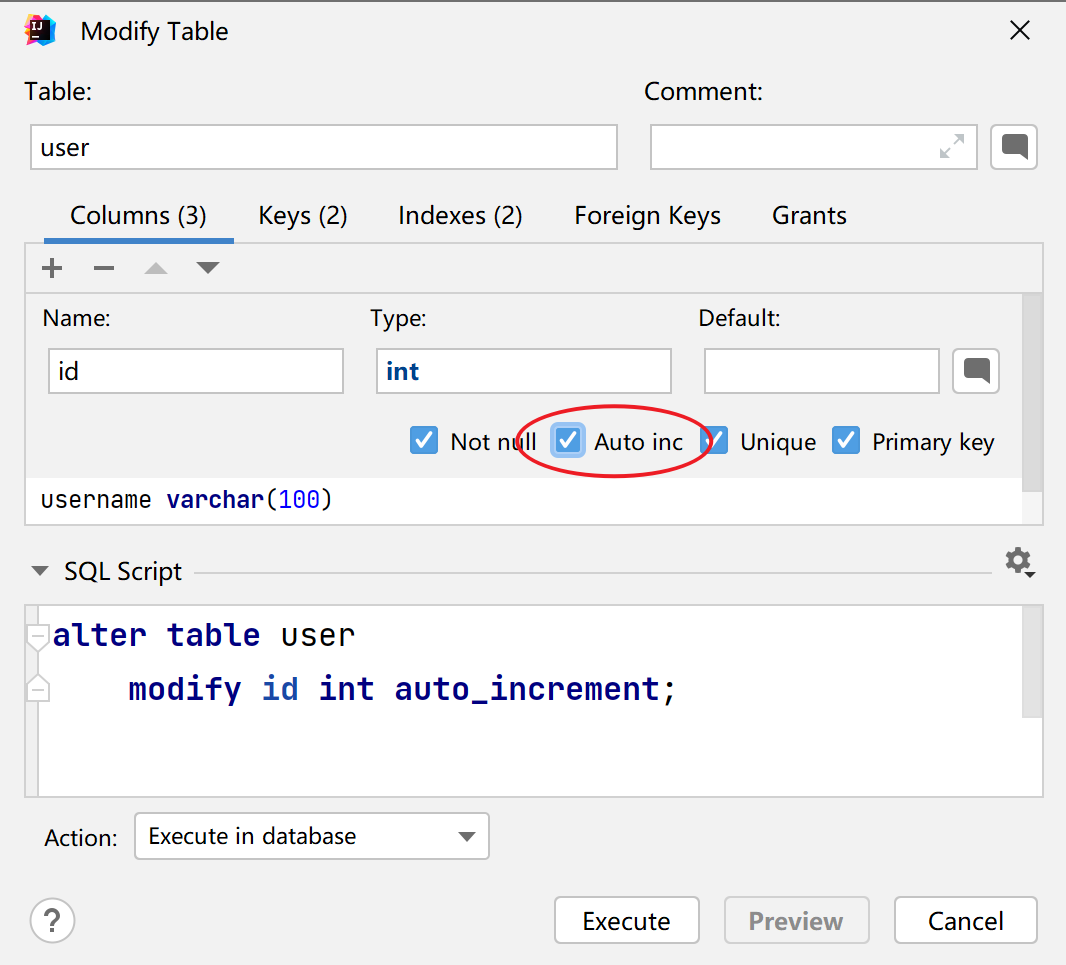 IJ
Modify Table
Table: Comment:
user
Columns (3) Keys (2) Indexes (2) Foreign Keys Grants
Name: Type: Default:
id int
Not null Auto inc Unique Primary key
username varchar(100)
SQL Script
alter table user
modify id int auto_increment;
Action: Execute in database
? Execute Preview Cancel